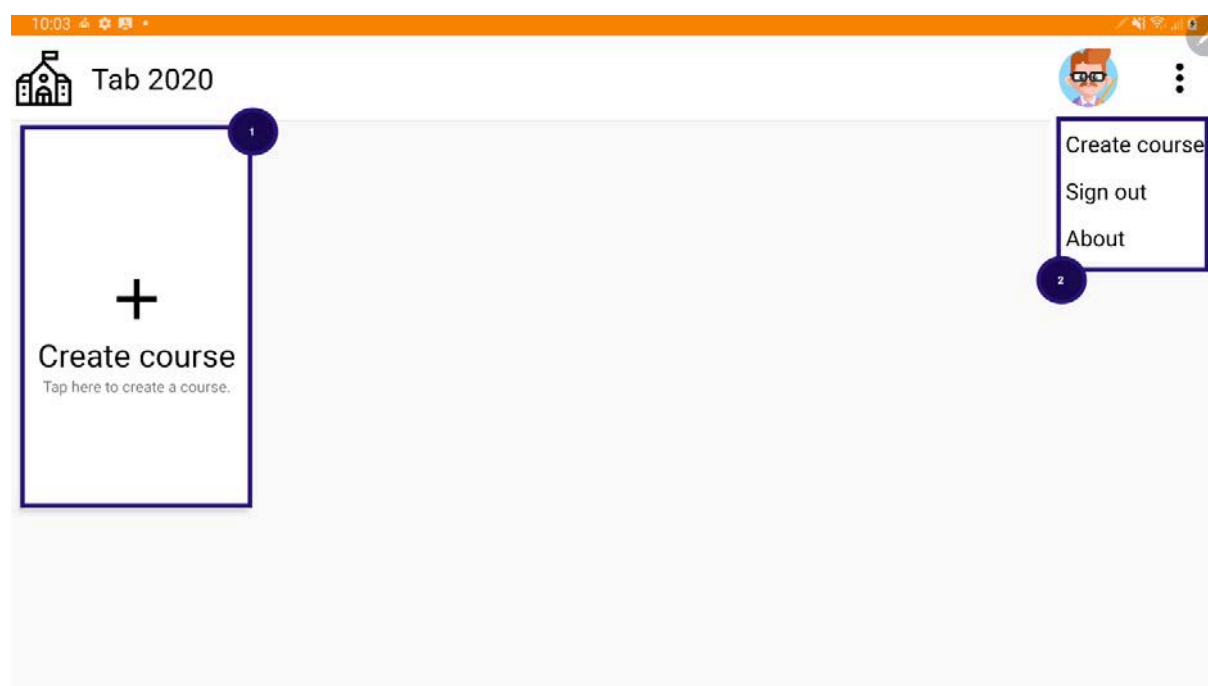 10:03
Tab 2020
1
Create course
Sign out
About
2
Create course
Tap here to create a course.